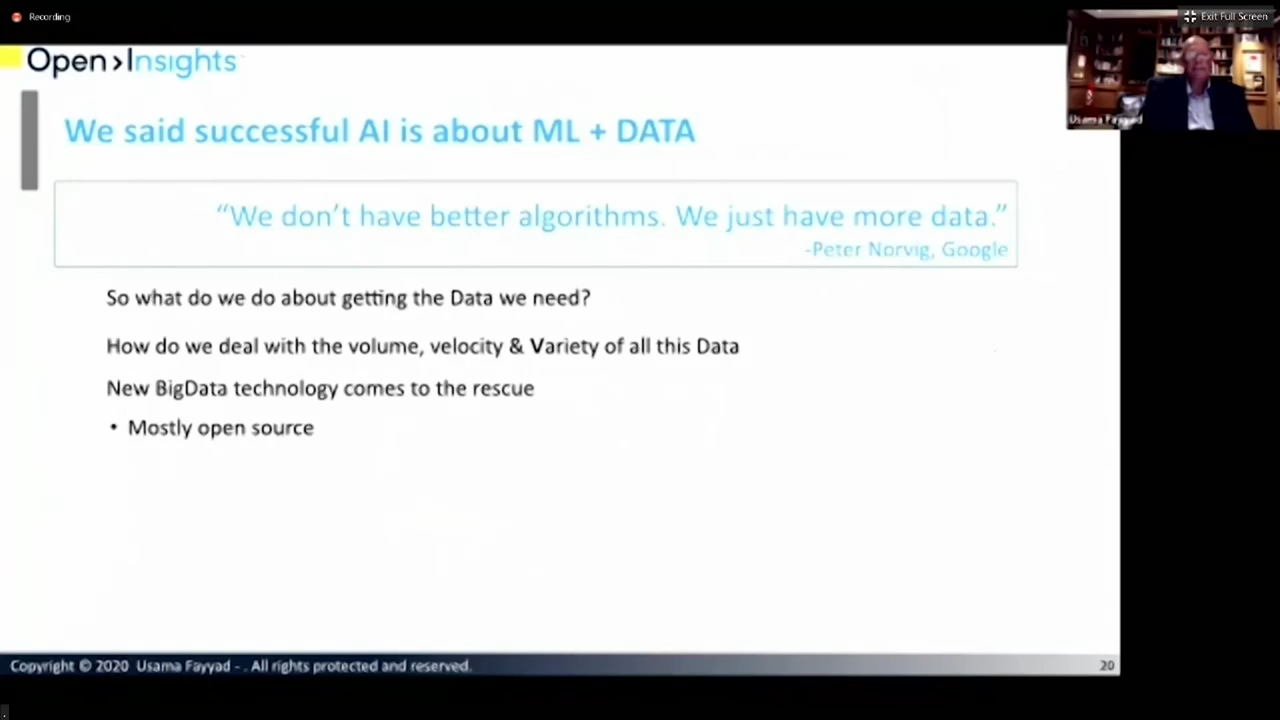 Recording
Exit Full Screen
Open›Insights
Usama Fayyad
We said successful AI is about ML + DATA
“We don’t have better algorithms. We just have more data.”
-Peter Norvig, Google
So what do we do about getting the Data we need?
How do we deal with the volume, velocity & Variety of all this Data
New BigData technology comes to the rescue
• Mostly open source
Copyright © 2020 Usama Fayyad - . All rights protected and reserved.
20